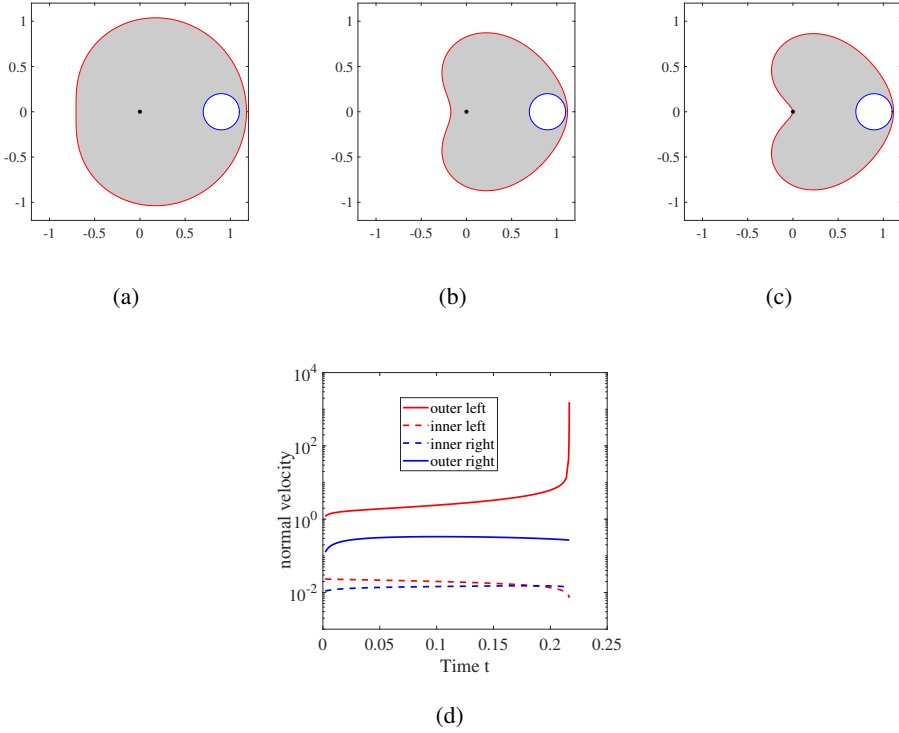 1
0.5
0
-0.5
-1
-1 -0.5 0 0.5 1
(a)
1
0.5
0
-0.5
-1
-1 -0.5 0 0.5 1
(b)
1
0.5
0
-0.5
-1
-1 -0.5 0 0.5 1
(c)
10^4
10^2
10^0
10^-2
normal velocity
outer left
inner left
inner right
outer right
0 0.05 0.1 0.15 0.2 0.25
Time t
(d)